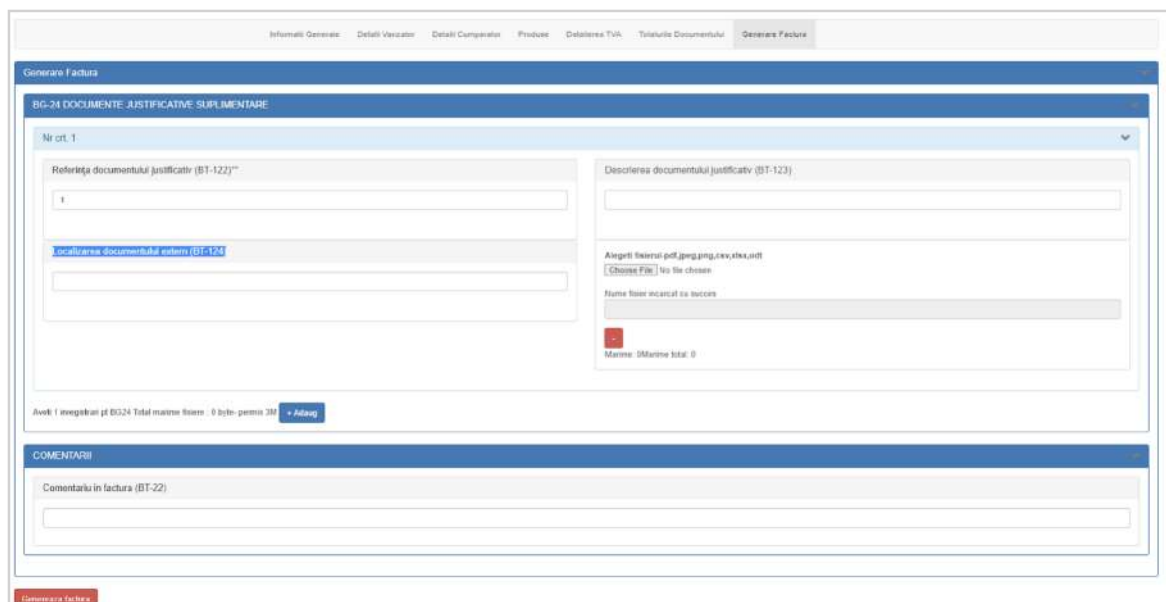 Informatii Generale Detalii Vanzator Detalii Cumparator Produse Detalierea TVA Totalurile Documentului Generare Factura
Generare Factura
BG-24 DOCUMENTE JUSTIFICATIVE SUPLIMENTARE
Nr crt. 1
Referința documentului justificativ (BT-122)**
1
Descrierea documentului justificativ (BT-123)
Localizarea documentului extern (BT-124)
Alegeti fisierul-pdf,jpeg,png,csv,xlsx,odt
Choose File No file chosen
Nume fisier incarcat cu succes
-
Marime: 0Marime total: 0
Aveti 1 inregistrari pt BG24 Total marime fisiere : 0 byte- permis 3M + Adaug
COMENTARII
Comentariu in factura (BT-22)
Genereaza factura